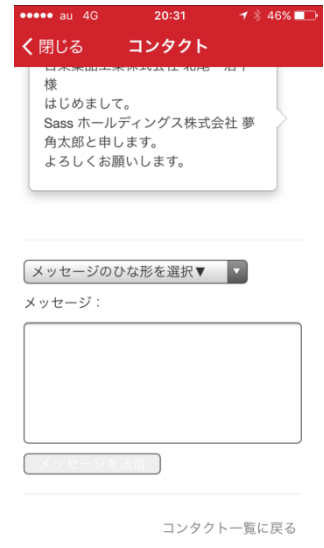 au 4G 20:31 46%
閉じる コンタクト
様
はじめまして。
Sass ホールディングス株式会社 夢
角太郎と申します。
よろしくお願いします。
メッセージのひな形を選択▼ ▼
メッセージ：
メッセージを送信
コンタクト一覧に戻る